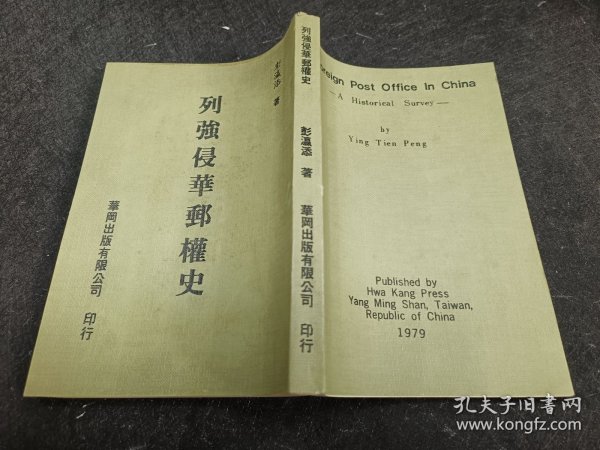 彭瀛添 著
列強侵華郵權史
華岡出版有限公司 印行
列強侵華郵權史
彭瀛添 著
華岡出版有限公司 印行
reign Post Office In China
— A Historical Survey —
by
Ying Tien Peng
Published by
Hwa Kang Press
Yang Ming Shan, Taiwan,
Republic of China
1979
孔夫子旧书网
www.kongfz.com